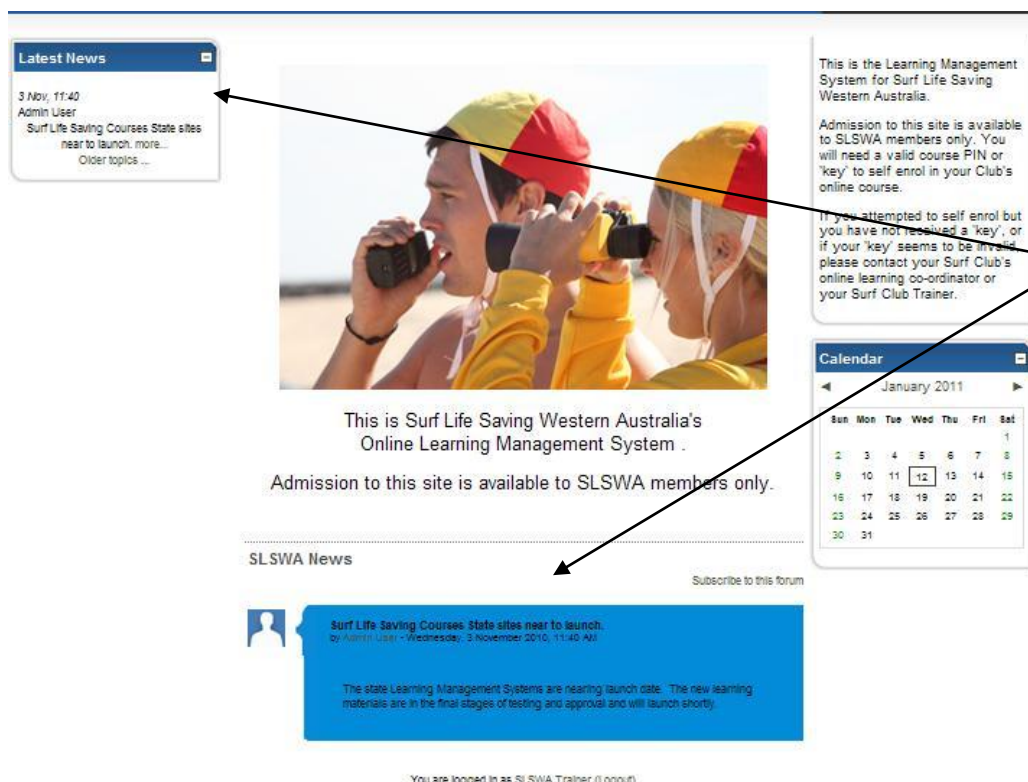 Latest News
3 Nov, 11:40
Admin User
Surf Life Saving Courses State sites
near to launch. more...
Older topics ...
This is Surf Life Saving Western Australia's
Online Learning Management System .
Admission to this site is available to SLSWA members only.
SLSWA News
Subscribe to this forum
Surf Life Saving Courses State sites near to launch.
by Admin User - Wednesday, 3 November 2010, 11:40 AM
The state Learning Management Systems are nearing launch date. The new learning
materials are in the final stages of testing and approval and will launch shortly.
You are logged in as SLSWA Trainer (Logout)
This is the Learning Management
System for Surf Life Saving
Western Australia.
Admission to this site is available
to SLSWA members only. You
will need a valid course PIN or
'key' to self enrol in your Club's
online course.
If you attempted to self enrol but
you have not received a 'key', or
if your 'key' seems to be invalid,
please contact your Surf Club's
online learning co-ordinator or
your Surf Club Trainer.
Calendar
◄ January 2011 ►
Sun Mon Tue Wed Thu Fri Sat
1
2 3 4 5 6 7 8
9 10 11 12 13 14 15
16 17 18 19 20 21 22
23 24 25 26 27 28 29
30 31